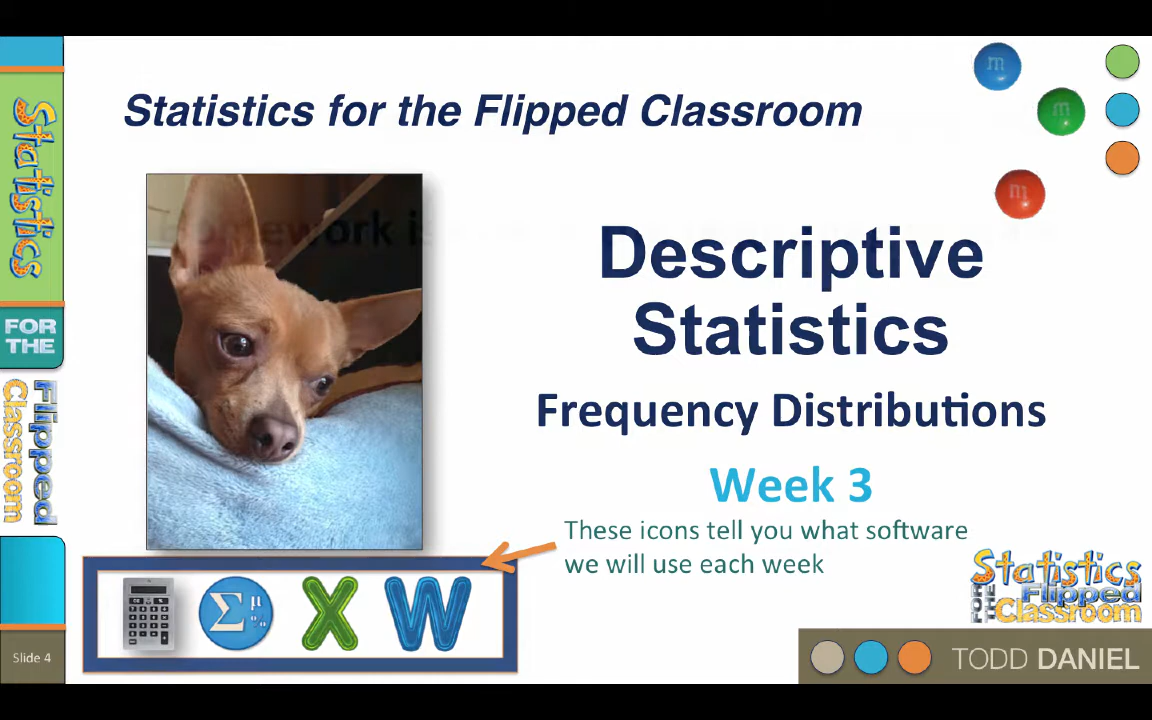 Statistics for the Flipped Classroom
m
m
m
Descriptive
Statistics
Frequency Distributions
Week 3
These icons tell you what software
we will use each week
Σ μ
X
W
Statistics
FOR
THE
Flipped
Classroom
Slide 4
Statistics
FOR THE
Flipped
Classroom
TODD DANIEL